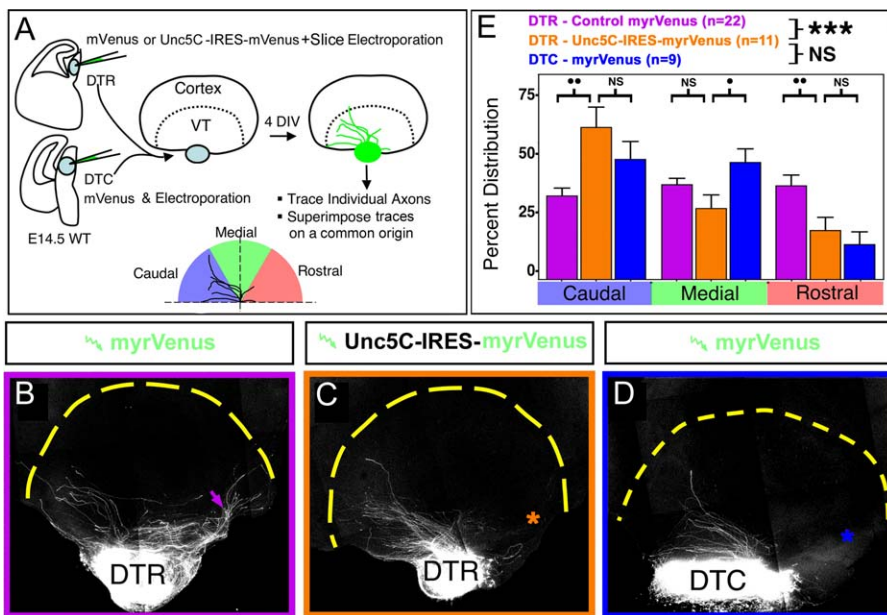 A
mVenus or Unc5C-IRES-mVenus +Slice Electroporation
DTR
Cortex
VT
4 DIV
DTC
mVenus & Electroporation
E14.5 WT
▪ Trace Individual Axons
▪ Superimpose traces
on a common origin
Medial
Caudal
Rostral
E
DTR - Control myrVenus (n=22)
DTR - Unc5C-IRES-myrVenus (n=11)
DTC - myrVenus (n=9)
***
NS
Percent Distribution
75
50
25
0
•• NS NS • •• NS
Caudal Medial Rostral
myrVenus
Unc5C-IRES-myrVenus
myrVenus
B
DTR
C
*
DTR
D
*
DTC